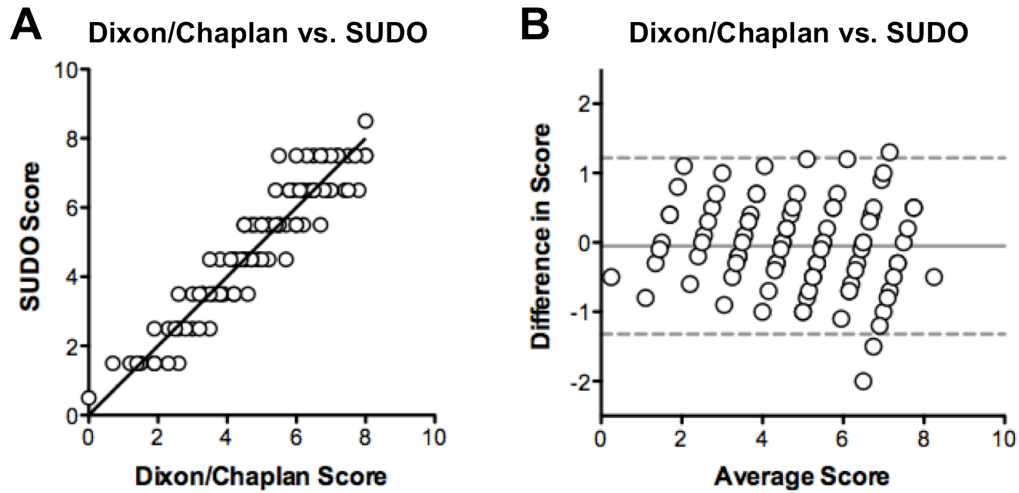 A
Dixon/Chaplan vs. SUDO
SUDO Score
10
8
6
4
2
0
0 2 4 6 8 10
Dixon/Chaplan Score
B
Dixon/Chaplan vs. SUDO
Difference in Score
2
1
0
-1
-2
0 2 4 6 8 10
Average Score